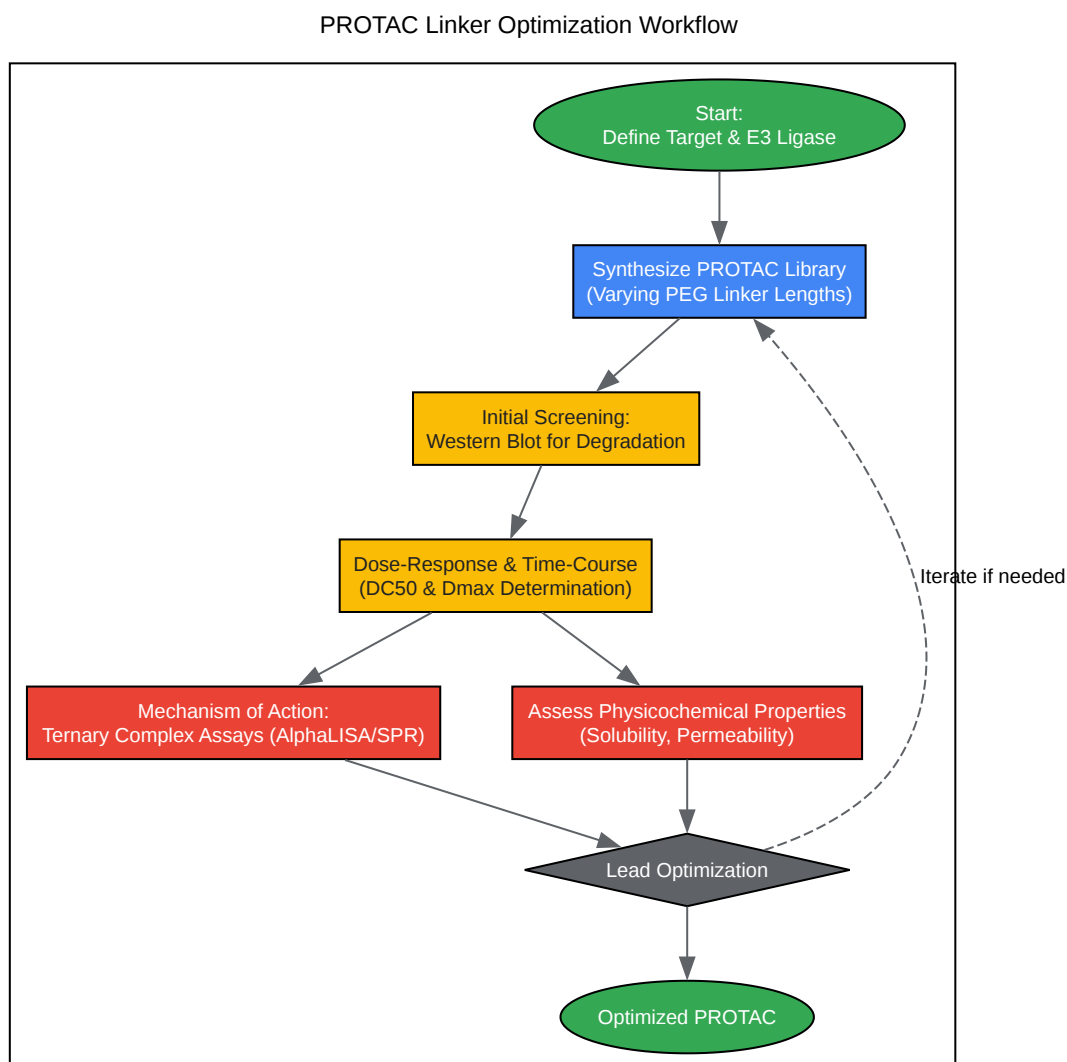 PROTAC Linker Optimization Workflow
Start:
Define Target & E3 Ligase
Synthesize PROTAC Library
(Varying PEG Linker Lengths)
Initial Screening:
Western Blot for Degradation
Dose-Response & Time-Course
(DC50 & Dmax Determination)
Iterate if needed
Mechanism of Action:
Ternary Complex Assays (AlphaLISA/SPR)
Assess Physicochemical Properties
(Solubility, Permeability)
Lead Optimization
Optimized PROTAC